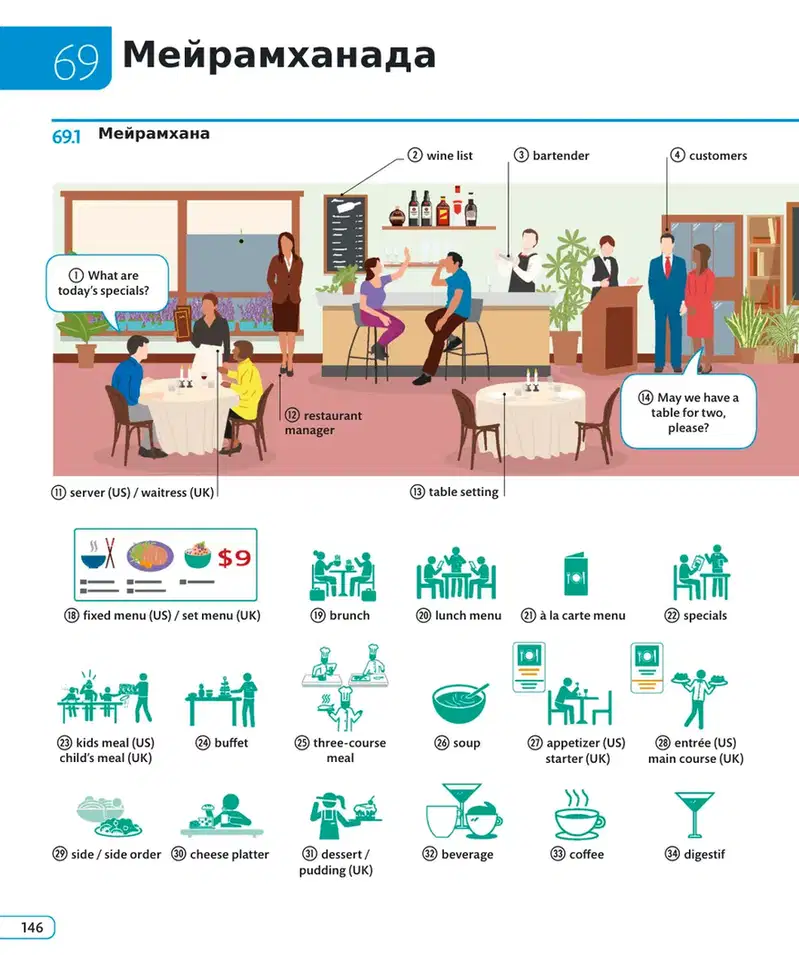 69 Мейрамханада
69.1 Мейрамхана
② wine list
③ bartender
④ customers
① What are
today's specials?
⑫ restaurant
manager
⑭ May we have a
table for two,
please?
⑪ server (US) / waitress (UK)
⑬ table setting
$9
⑱ fixed menu (US) / set menu (UK)
⑲ brunch
⑳ lunch menu
㉑ à la carte menu
㉒ specials
㉓ kids meal (US)
child's meal (UK)
㉔ buffet
㉕ three-course
meal
㉖ soup
㉗ appetizer (US)
starter (UK)
㉘ entrée (US)
main course (UK)
㉙ side / side order
㉚ cheese platter
㉛ dessert /
pudding (UK)
㉜ beverage
㉝ coffee
㉞ digestif
146